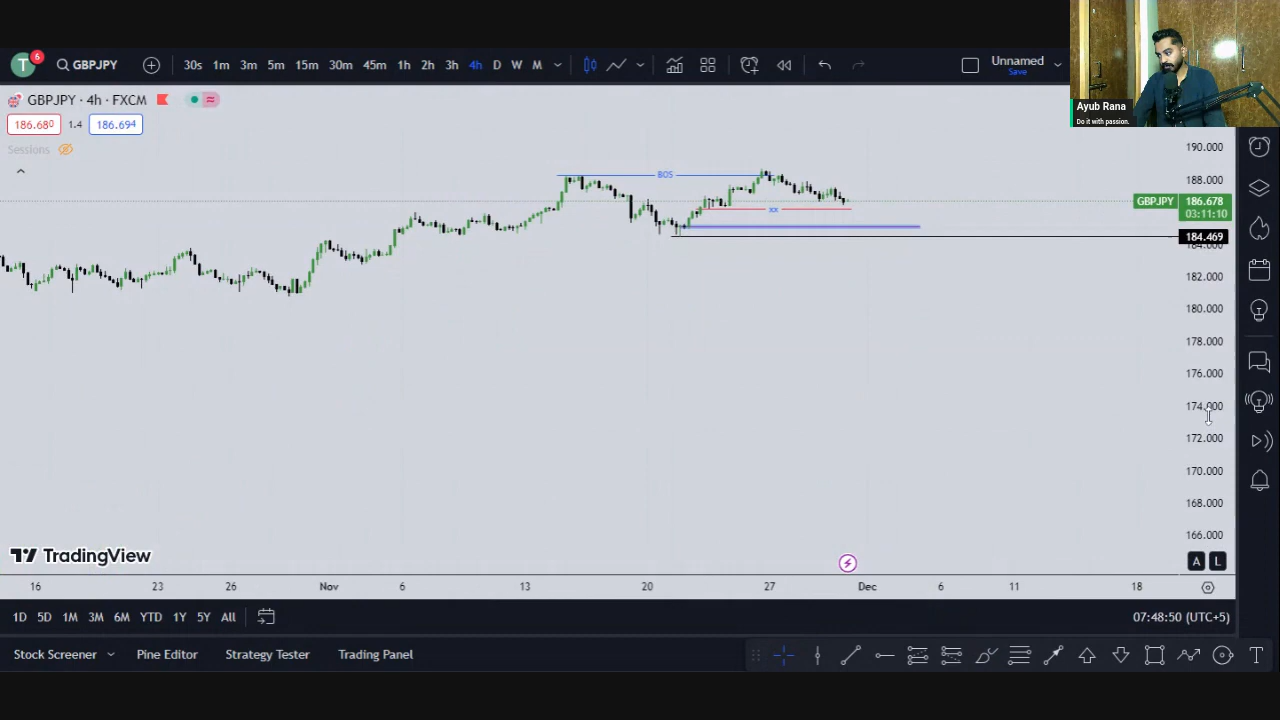 T 6 GBPJPY 30s 1m 3m 5m 15m 30m 45m 1h 2h 3h 4h D W M Unnamed
Save
Ayub Rana
Do it with passion.
GBPJPY · 4h · FXCM
186.680 1.4 186.694
Sessions
190.000
188.000
GBPJPY 186.678
03:11:10
184.469
184.000
182.000
180.000
178.000
176.000
174.000
172.000
170.000
168.000
166.000
BOS
xx
TradingView
A L
16 23 26 Nov 6 13 20 27 Dec 6 11 18
1D 5D 1M 3M 6M YTD 1Y 5Y All 07:48:50 (UTC+5)
Stock Screener Pine Editor Strategy Tester Trading Panel T